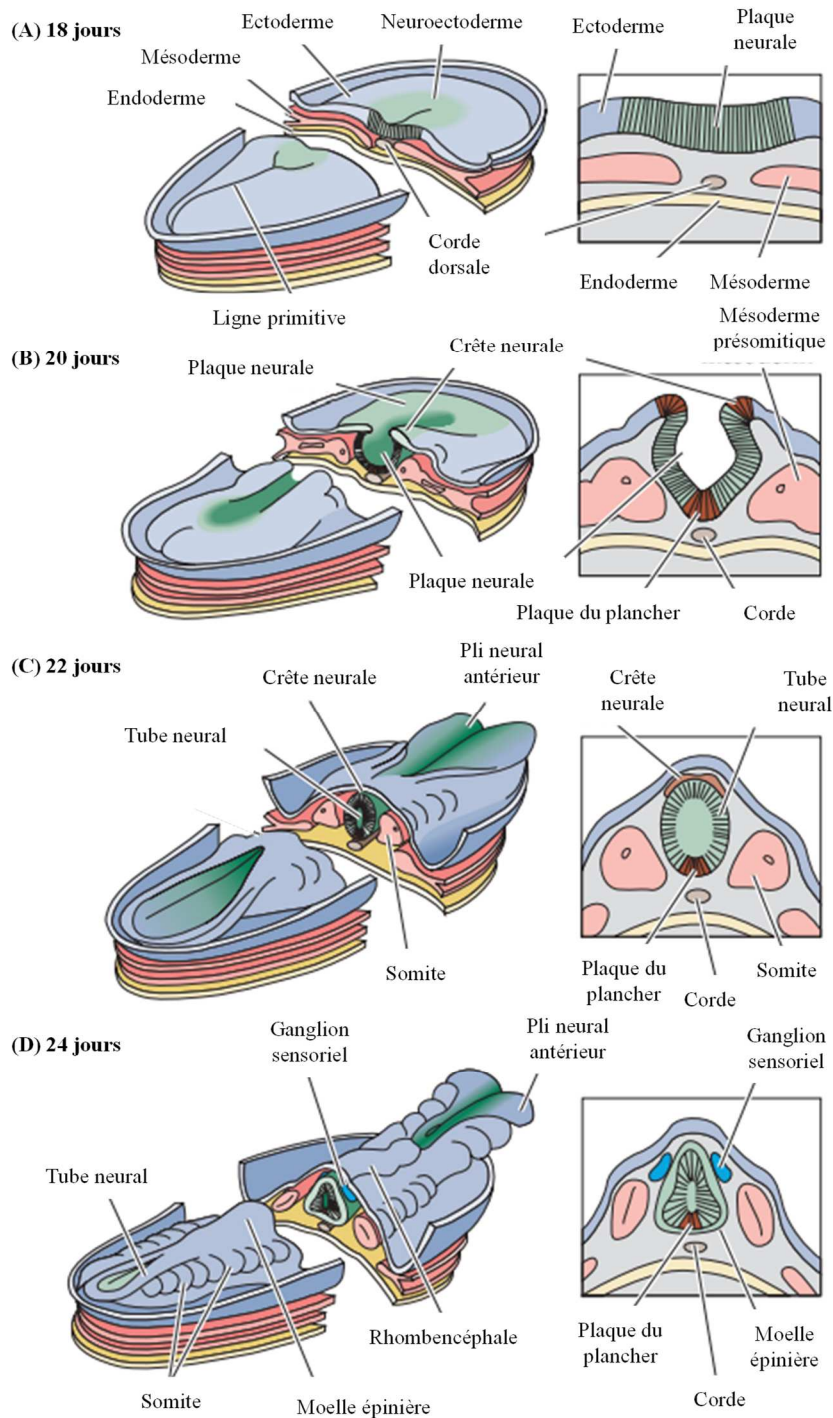 (A) 18 jours
Ectoderme
Neuroectoderme
Mésoderme
Endoderme
Corde
dorsale
Ligne primitive
Ectoderme
Plaque
neurale
Endoderme
Mésoderme
(B) 20 jours
Plaque neurale
Crête neurale
Mésoderme
présomitique
Plaque neurale
Plaque du plancher
Corde
(C) 22 jours
Crête neurale
Pli neural
antérieur
Tube neural
Somite
Crête
neurale
Tube
neural
Plaque du
plancher
Corde
Somite
(D) 24 jours
Ganglion
sensoriel
Pli neural
antérieur
Tube neural
Rhombencéphale
Somite
Moelle épinière
Ganglion
sensoriel
Plaque du
plancher
Moelle
épinière
Corde